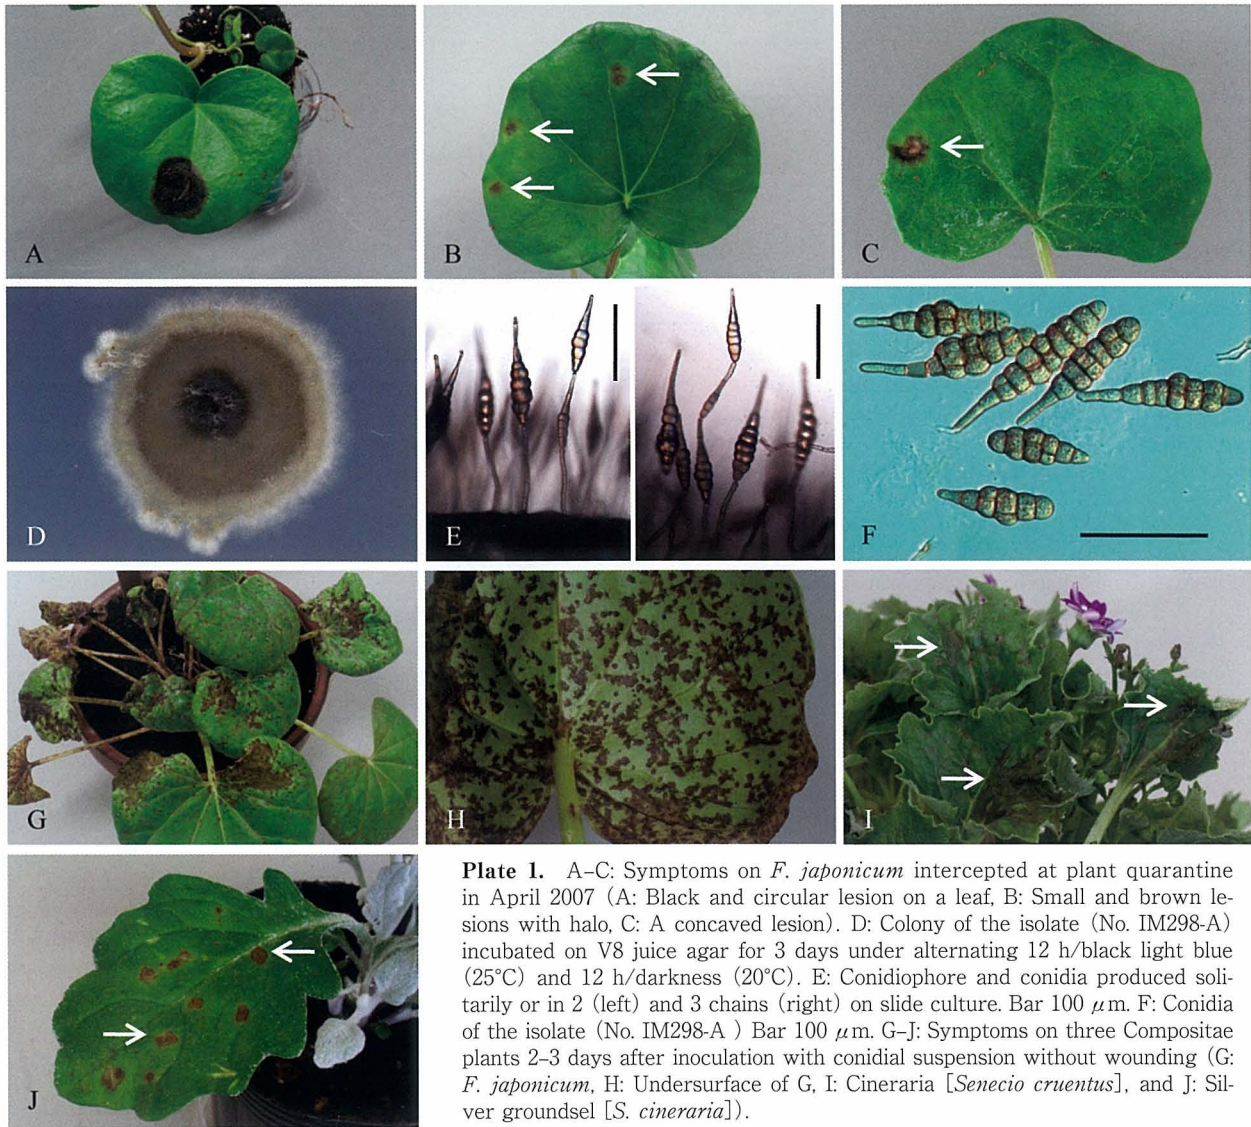 A
B
C
D
E
F
G
H
I
J
Plate 1. A–C: Symptoms on F. japonicum intercepted at plant quarantine
in April 2007 (A: Black and circular lesion on a leaf, B: Small and brown le-
sions with halo, C: A concaved lesion). D: Colony of the isolate (No. IM298-A)
incubated on V8 juice agar for 3 days under alternating 12 h/black light blue
(25°C) and 12 h/darkness (20°C). E: Conidiophore and conidia produced soli-
tarily or in 2 (left) and 3 chains (right) on slide culture. Bar 100 μm. F: Conidia
of the isolate (No. IM298-A ) Bar 100 μm. G–J: Symptoms on three Compositae
plants 2–3 days after inoculation with conidial suspension without wounding (G:
F. japonicum, H: Undersurface of G, I: Cineraria [Senecio cruentus], and J: Sil-
ver groundsel [S. cineraria]).